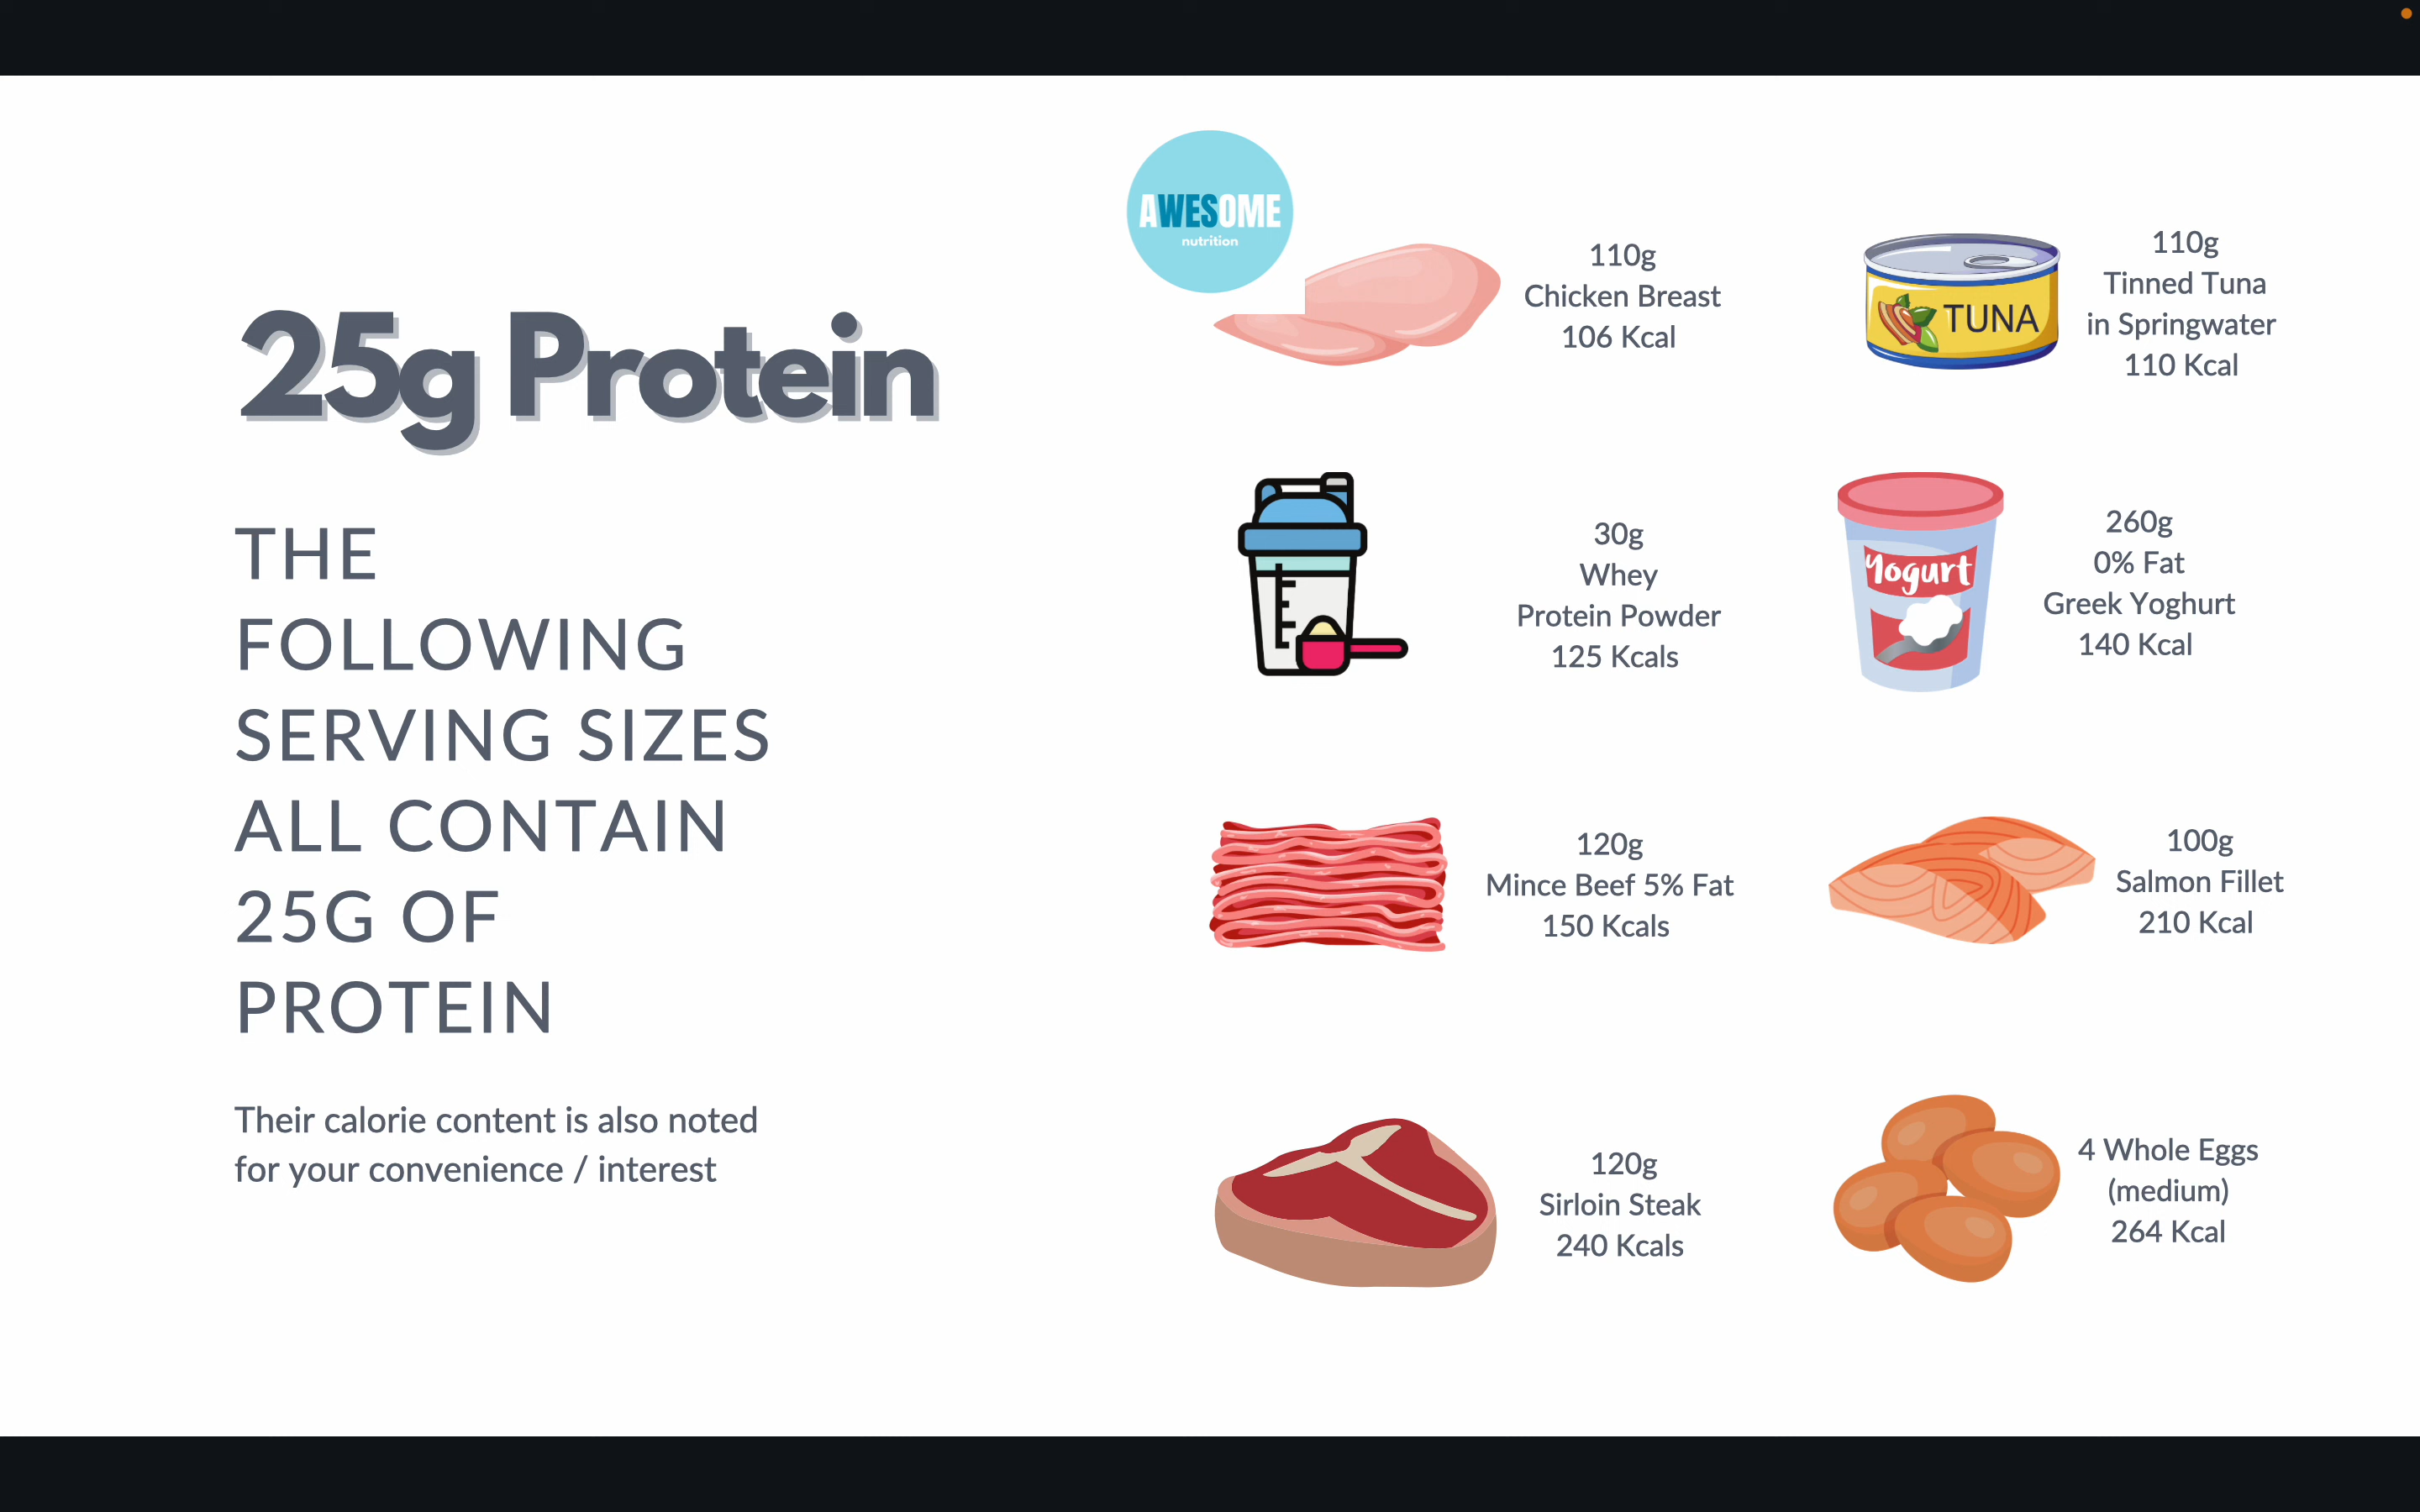 AWESOME
nutrition
25g Protein
THE
FOLLOWING
SERVING SIZES
ALL CONTAIN
25G OF
PROTEIN
Their calorie content is also noted
for your convenience / interest
110g
Chicken Breast
106 Kcal
TUNA
110g
Tinned Tuna
in Springwater
110 Kcal
30g
Whey
Protein Powder
125 Kcals
Yogurt
260g
0% Fat
Greek Yoghurt
140 Kcal
120g
Mince Beef 5% Fat
150 Kcals
100g
Salmon Fillet
210 Kcal
120g
Sirloin Steak
240 Kcals
4 Whole Eggs
(medium)
264 Kcal